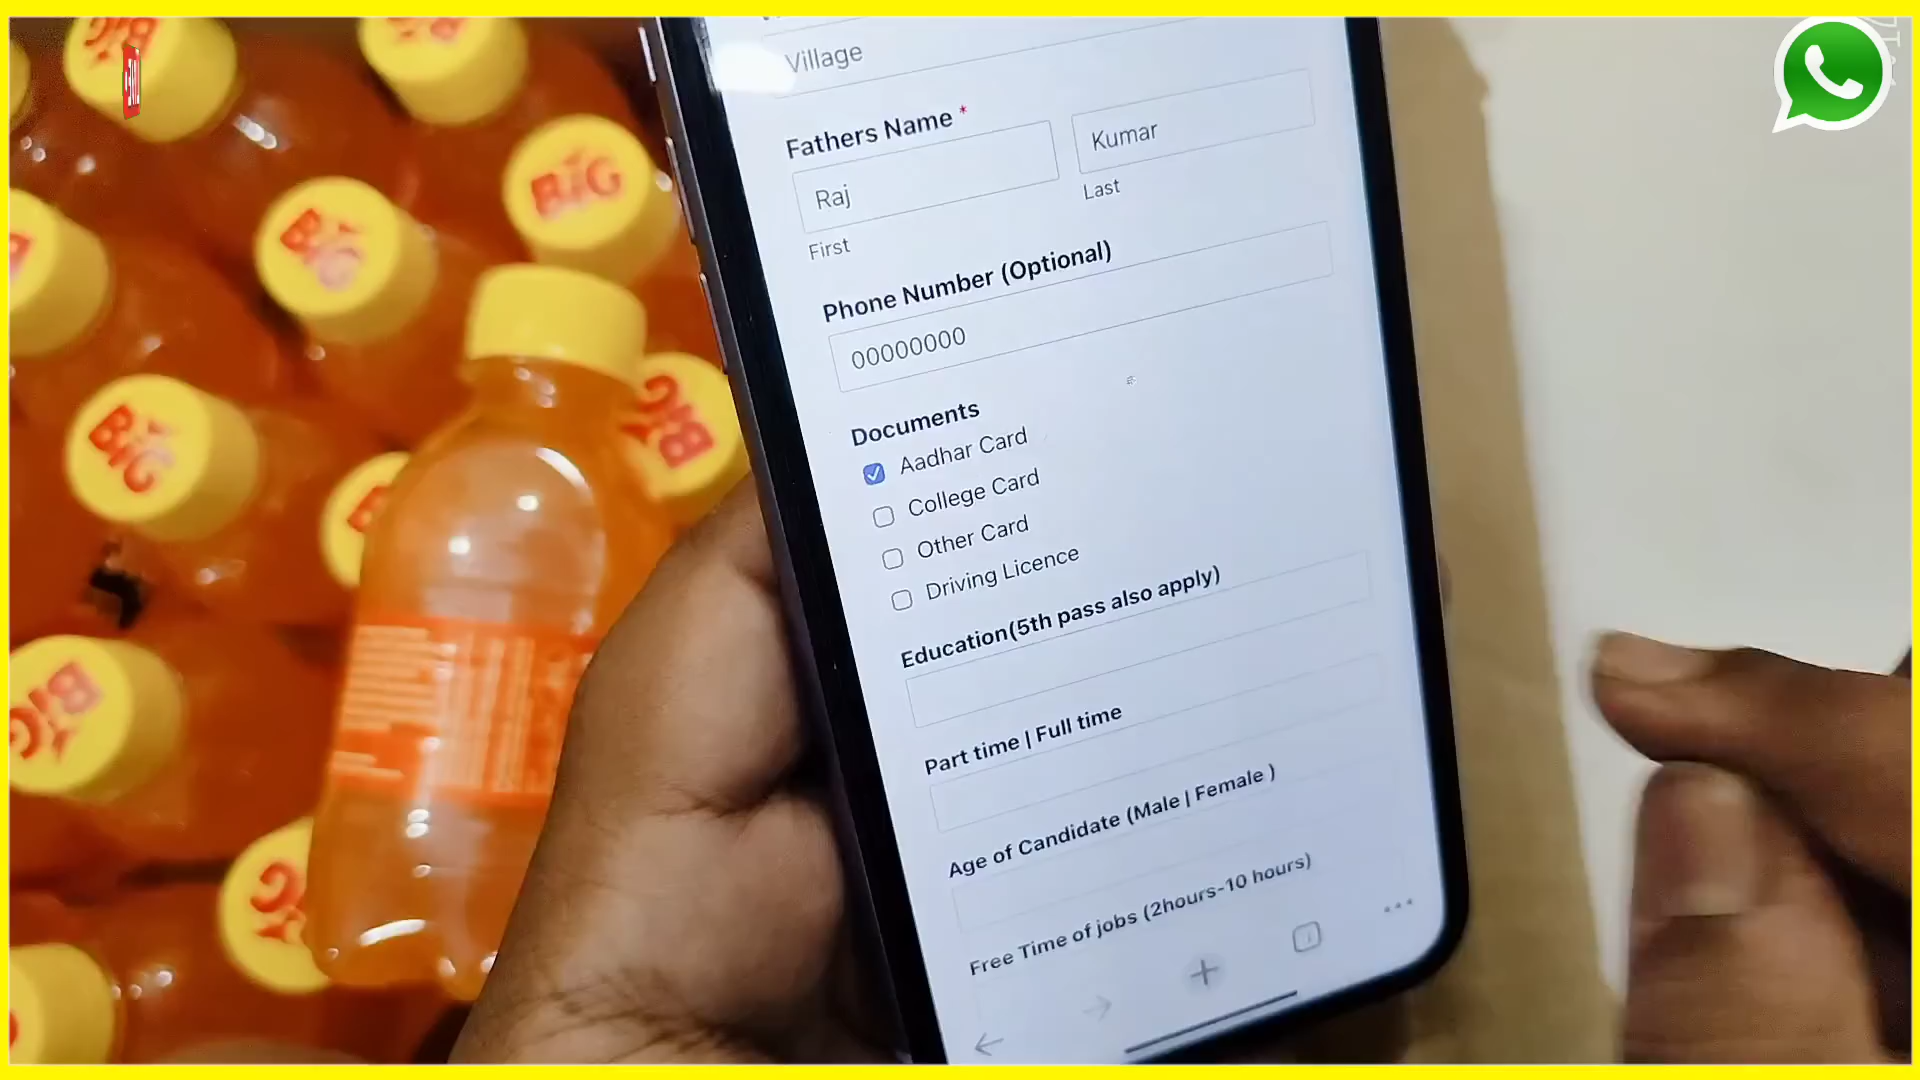 Village
Fathers Name *
Raj
Kumar
First
Last
Phone Number (Optional)
00000000
Documents
Aadhar Card
College Card
Other Card
Driving Licence
Education(5th pass also apply)
Part time | Full time
Age of Candidate (Male | Female )
Free Time of jobs (2hours-10 hours)
BiG
BiG
BiG
BiG
BiG
BiG